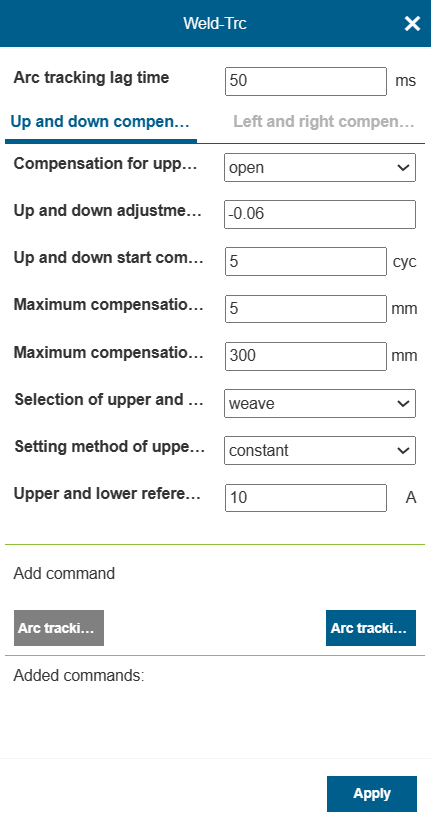 Weld-Trc
Arc tracking lag time 50 ms
Up and down compen... Left and right compen...
Compensation for upp... open
Up and down adjustme... -0.06
Up and down start com... 5 cyc
Maximum compensatio... 5 mm
Maximum compensatio... 300 mm
Selection of upper and ... weave
Setting method of uppe... constant
Upper and lower refere... 10 A
Add command
Arc tracki... Arc tracki...
Added commands:
Apply